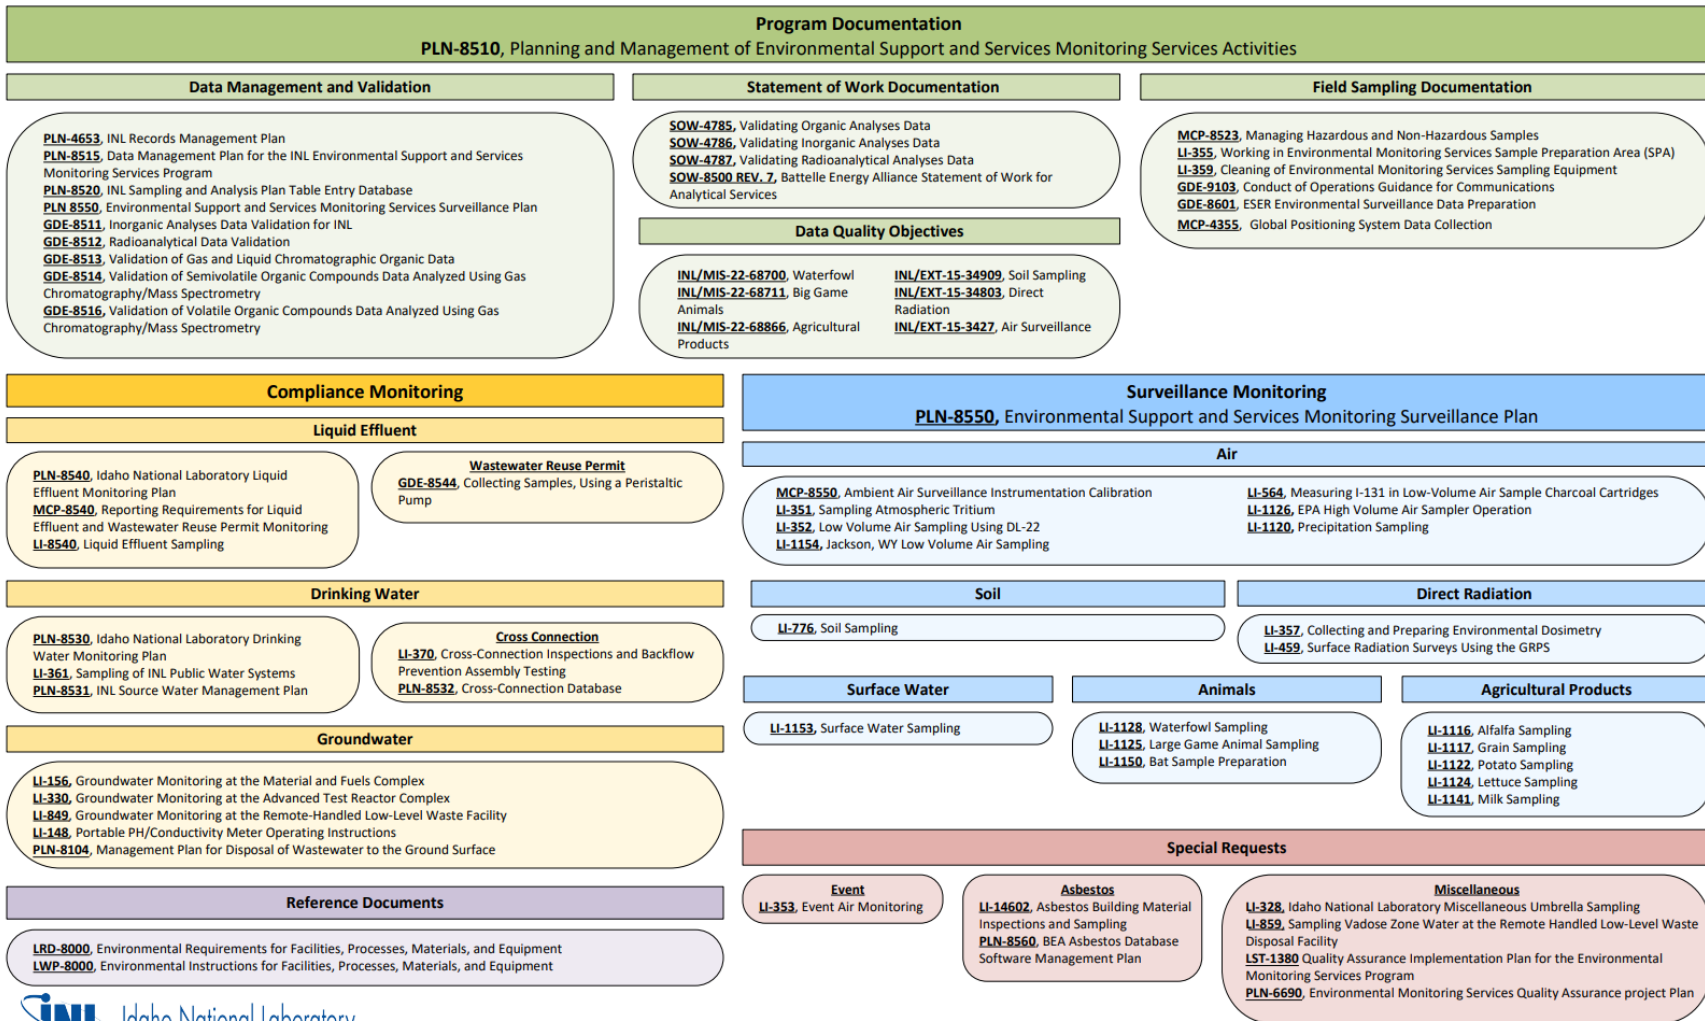 Program Documentation
PLN-8510, Planning and Management of Environmental Support and Services Monitoring Services Activities
Data Management and Validation
PLN-4653, INL Records Management Plan
PLN-8515, Data Management Plan for the INL Environmental Support and Services
Monitoring Services Program
PLN-8520, INL Sampling and Analysis Plan Table Entry Database
PLN 8550, Environmental Support and Services Monitoring Services Surveillance Plan
GDE-8511, Inorganic Analyses Data Validation for INL
GDE-8512, Radioanalytical Data Validation
GDE-8513, Validation of Gas and Liquid Chromatographic Organic Data
GDE-8514, Validation of Semivolatile Organic Compounds Data Analyzed Using Gas
Chromatography/Mass Spectrometry
GDE-8516, Validation of Volatile Organic Compounds Data Analyzed Using Gas
Chromatography/Mass Spectrometry
Statement of Work Documentation
SOW-4785, Validating Organic Analyses Data
SOW-4786, Validating Inorganic Analyses Data
SOW-4787, Validating Radioanalytical Analyses Data
SOW-8500 REV. 7, Battelle Energy Alliance Statement of Work for
Analytical Services
Data Quality Objectives
INL/MIS-22-68700, Waterfowl
INL/MIS-22-68711, Big Game
Animals
INL/MIS-22-68866, Agricultural
Products
INL/EXT-15-34909, Soil Sampling
INL/EXT-15-34803, Direct
Radiation
INL/EXT-15-3427, Air Surveillance
Field Sampling Documentation
MCP-8523, Managing Hazardous and Non-Hazardous Samples
LI-355, Working in Environmental Monitoring Services Sample Preparation Area (SPA)
LI-359, Cleaning of Environmental Monitoring Services Sampling Equipment
GDE-9103, Conduct of Operations Guidance for Communications
GDE-8601, ESER Environmental Surveillance Data Preparation
MCP-4355, Global Positioning System Data Collection
Compliance Monitoring
Liquid Effluent
PLN-8540, Idaho National Laboratory Liquid
Effluent Monitoring Plan
MCP-8540, Reporting Requirements for Liquid
Effluent and Wastewater Reuse Permit Monitoring
LI-8540, Liquid Effluent Sampling
Wastewater Reuse Permit
GDE-8544, Collecting Samples, Using a Peristaltic
Pump
Drinking Water
PLN-8530, Idaho National Laboratory Drinking
Water Monitoring Plan
LI-361, Sampling of INL Public Water Systems
PLN-8531, INL Source Water Management Plan
Cross Connection
LI-370, Cross-Connection Inspections and Backflow
Prevention Assembly Testing
PLN-8532, Cross-Connection Database
Groundwater
LI-156, Groundwater Monitoring at the Material and Fuels Complex
LI-330, Groundwater Monitoring at the Advanced Test Reactor Complex
LI-849, Groundwater Monitoring at the Remote-Handled Low-Level Waste Facility
LI-148, Portable PH/Conductivity Meter Operating Instructions
PLN-8104, Management Plan for Disposal of Wastewater to the Ground Surface
Reference Documents
LRD-8000, Environmental Requirements for Facilities, Processes, Materials, and Equipment
LWP-8000, Environmental Instructions for Facilities, Processes, Materials, and Equipment
INL Idaho National Laboratory
Surveillance Monitoring
PLN-8550, Environmental Support and Services Monitoring Surveillance Plan
Air
MCP-8550, Ambient Air Surveillance Instrumentation Calibration
LI-351, Sampling Atmospheric Tritium
LI-352, Low Volume Air Sampling Using DL-22
LI-1154, Jackson, WY Low Volume Air Sampling
LI-564, Measuring I-131 in Low-Volume Air Sample Charcoal Cartridges
LI-1126, EPA High Volume Air Sampler Operation
LI-1120, Precipitation Sampling
Soil
LI-776, Soil Sampling
Direct Radiation
LI-357, Collecting and Preparing Environmental Dosimetry
LI-459, Surface Radiation Surveys Using the GRPS
Surface Water
LI-1153, Surface Water Sampling
Animals
LI-1128, Waterfowl Sampling
LI-1125, Large Game Animal Sampling
LI-1150, Bat Sample Preparation
Agricultural Products
LI-1116, Alfalfa Sampling
LI-1117, Grain Sampling
LI-1122, Potato Sampling
LI-1124, Lettuce Sampling
LI-1141, Milk Sampling
Special Requests
Event
LI-353, Event Air Monitoring
Asbestos
LI-14602, Asbestos Building Material
Inspections and Sampling
PLN-8560, BEA Asbestos Database
Software Management Plan
Miscellaneous
LI-328, Idaho National Laboratory Miscellaneous Umbrella Sampling
LI-859, Sampling Vadose Zone Water at the Remote Handled Low-Level Waste
Disposal Facility
LST-1380 Quality Assurance Implementation Plan for the Environmental
Monitoring Services Program
PLN-6690, Environmental Monitoring Services Quality Assurance project Plan